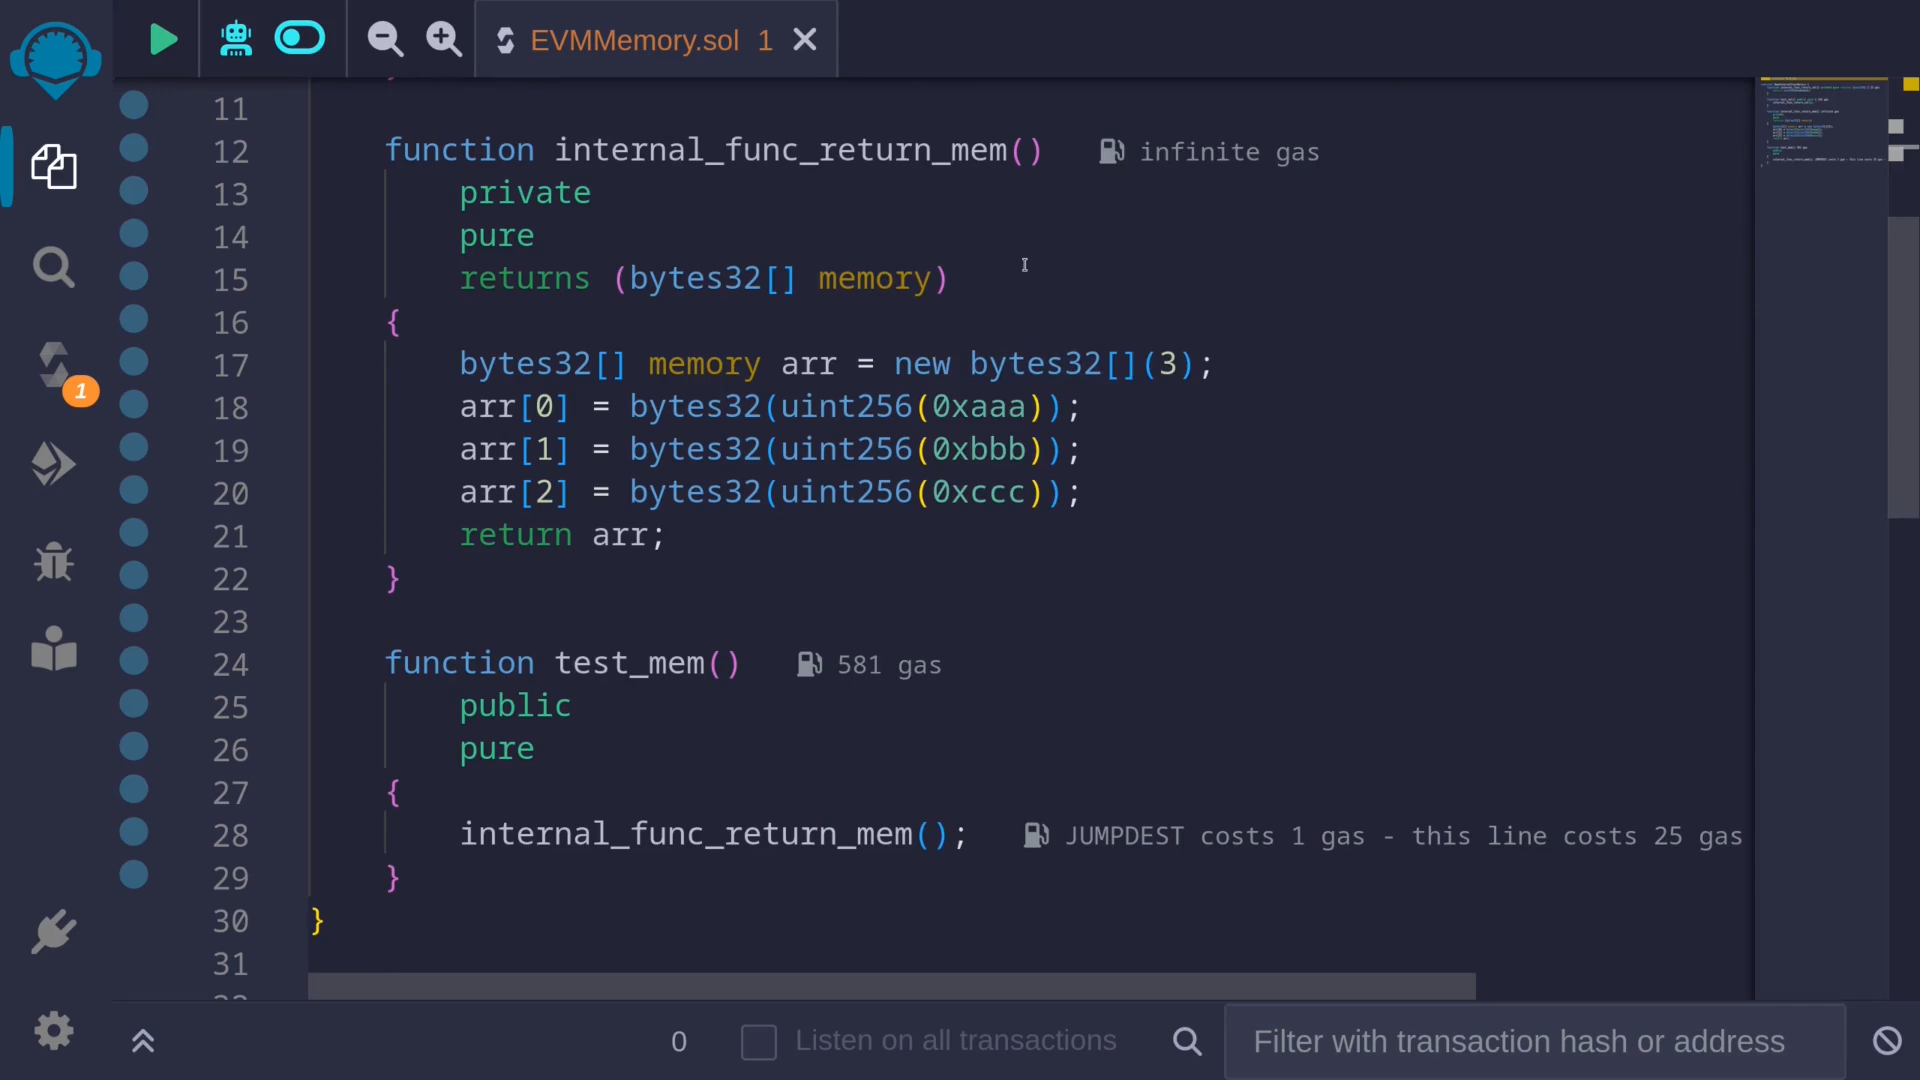 EVMMemory.sol 1
11
12 function internal_func_return_mem() infinite gas
13 private
14 pure
15 returns (bytes32[] memory)
16 {
17 bytes32[] memory arr = new bytes32[](3);
18 arr[0] = bytes32(uint256(0xaaa));
19 arr[1] = bytes32(uint256(0xbbb));
20 arr[2] = bytes32(uint256(0xccc));
21 return arr;
22 }
23
24 function test_mem() 581 gas
25 public
26 pure
27 {
28 internal_func_return_mem(); JUMPDEST costs 1 gas - this line costs 25 gas
29 }
30 }
31
1
0 Listen on all transactions Filter with transaction hash or address